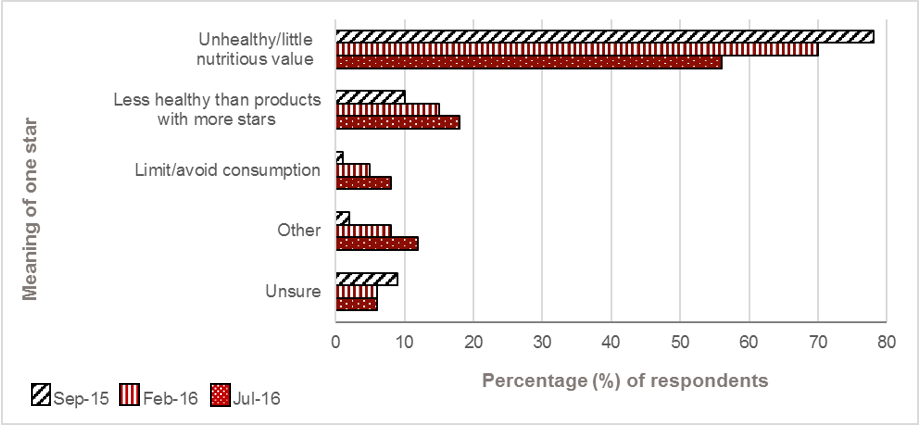 Unhealthy/little
nutritious value
Less healthy than products
with more stars
Limit/avoid consumption
Other
Unsure
Meaning of one star
0 10 20 30 40 50 60 70 80
Percentage (%) of respondents
Sep-15 Feb-16 Jul-16